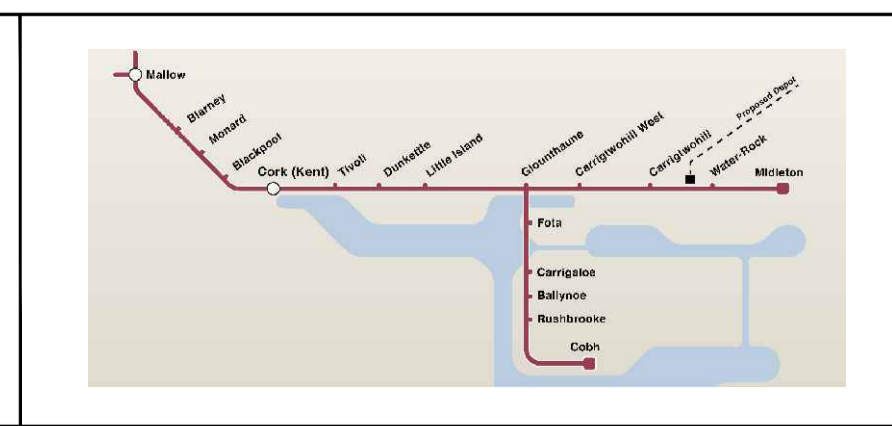 Mallow
Blarney
Monard
Blackpool
Cork (Kent)
Tivoli
Dunkettle
Little Island
Glounthaune
Carrigtwohill West
Carrigtwohill
Proposed Depot
Water-Rock
Midleton
Fota
Carrigaloe
Ballynoe
Rushbrooke
Cobh